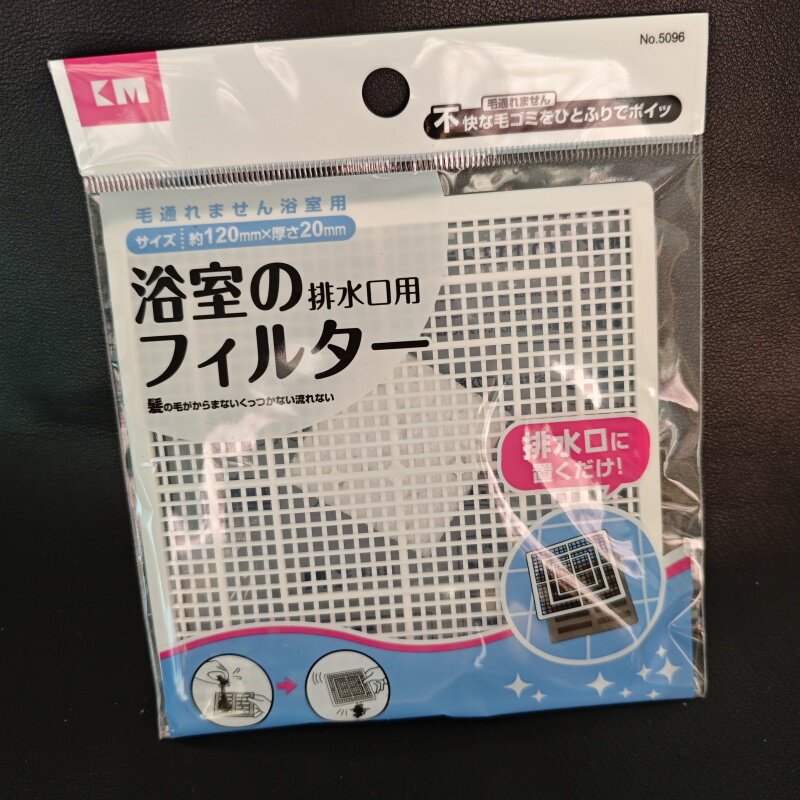 KM
No.5096
毛通れません
不快な毛ゴミをひとふりでポイッ
毛通れません浴室用
サイズ 約120mm×厚さ20mm
浴室の排水口用
フィルター
髪の毛がからまないくっつかない流れない
排水口に
置くだけ!